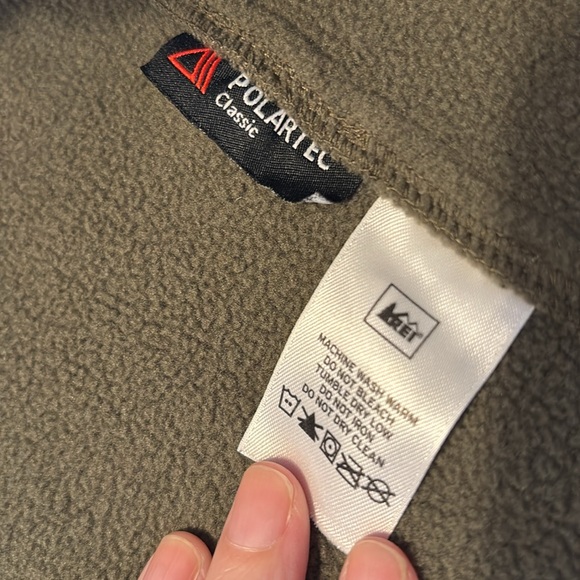 POLARTEC
Classic
REI
MACHINE WASH WARM
DO NOT BLEACH
TUMBLE DRY LOW
DO NOT IRON
DO NOT DRY CLEAN